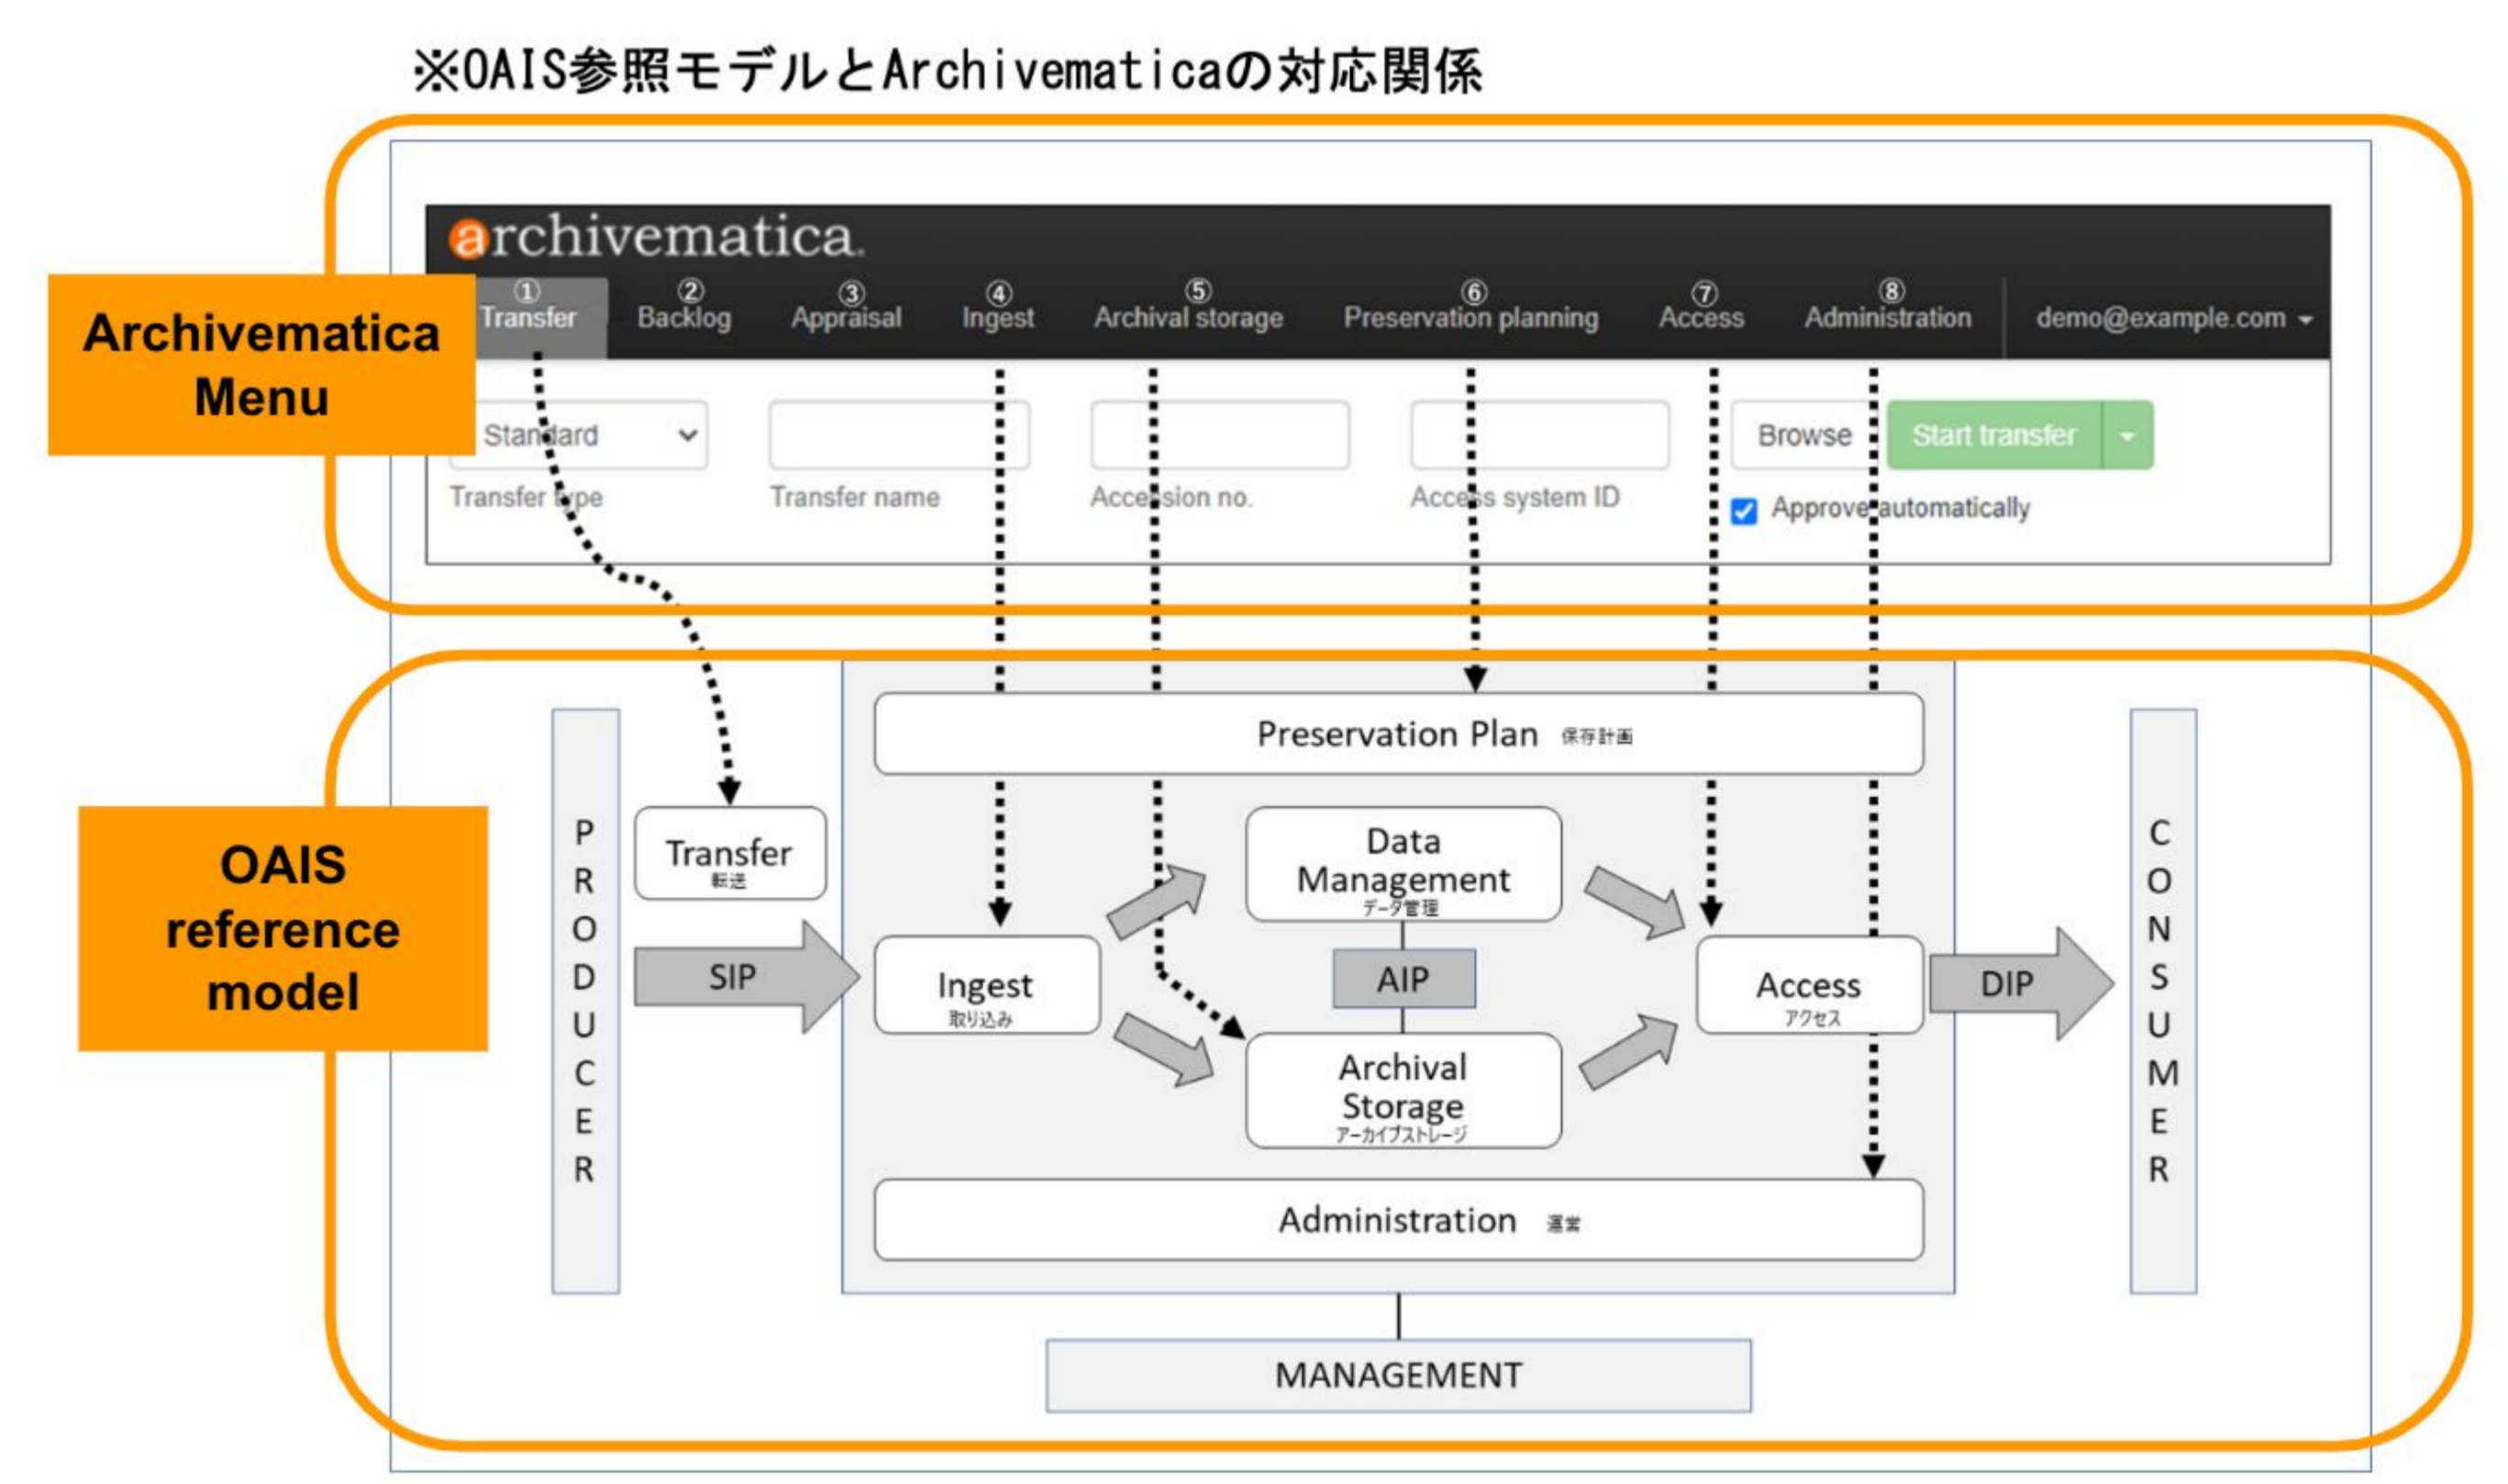 ※OAIS参照モデルとArchivematicaの対応関係
Archivematica
Menu
archivematica.
① ② ③ ④ ⑤ ⑥ ⑦ ⑧
Transfer Backlog Appraisal Ingest Archival storage Preservation planning Access Administration demo@example.com
Standard Browse Start transfer
Transfer type Transfer name Accession no. Access system ID
Approve automatically
OAIS
reference
model
PRODUCER
Transfer
転送
SIP
Preservation Plan 保存計画
Ingest
取り込み
Data
Management
データ管理
AIP
Archival
Storage
アーカイブストレージ
Access
アクセス
Administration 運営
DIP
CONSUMER
MANAGEMENT